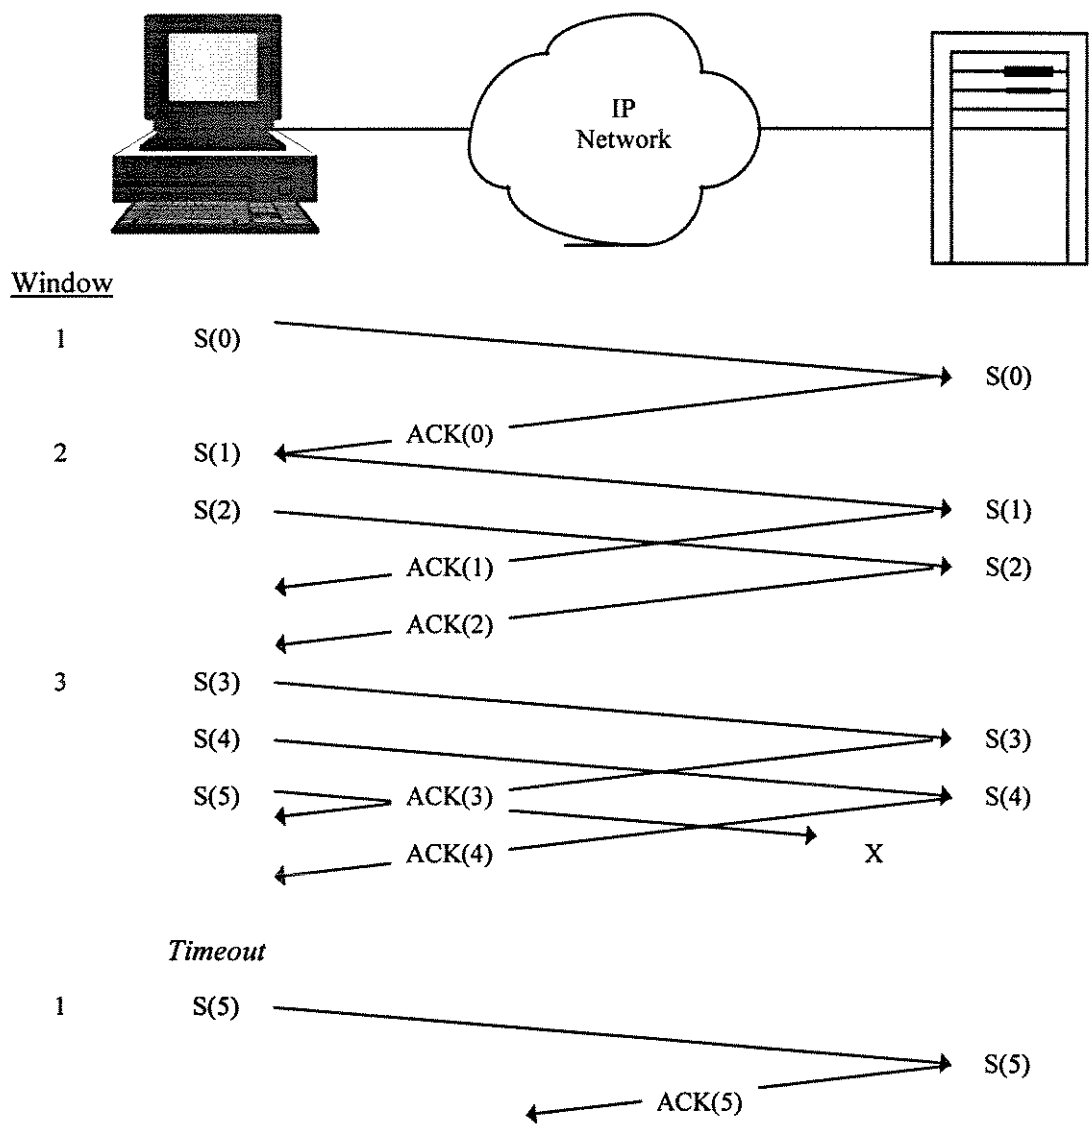 IP
Network
Window
1 S(0)
S(0)
ACK(0)
2 S(1)
S(2) S(1)
ACK(1) S(2)
ACK(2)
3 S(3)
S(4) S(3)
S(5) ACK(3) S(4)
ACK(4) X
Timeout
1 S(5)
S(5)
ACK(5)